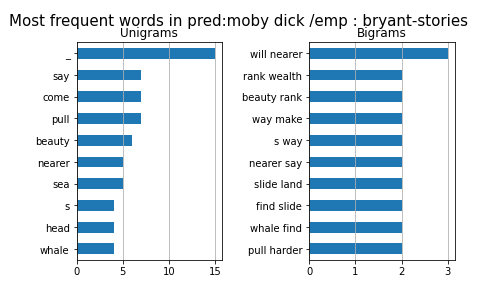 Most frequent words in pred:moby dick /emp : bryant-stories
Unigrams
_
say
come
pull
beauty
nearer
sea
s
head
whale
0 5 10 15
Bigrams
will nearer
rank wealth
beauty rank
way make
s way
nearer say
slide land
find slide
whale find
pull harder
0 1 2 3